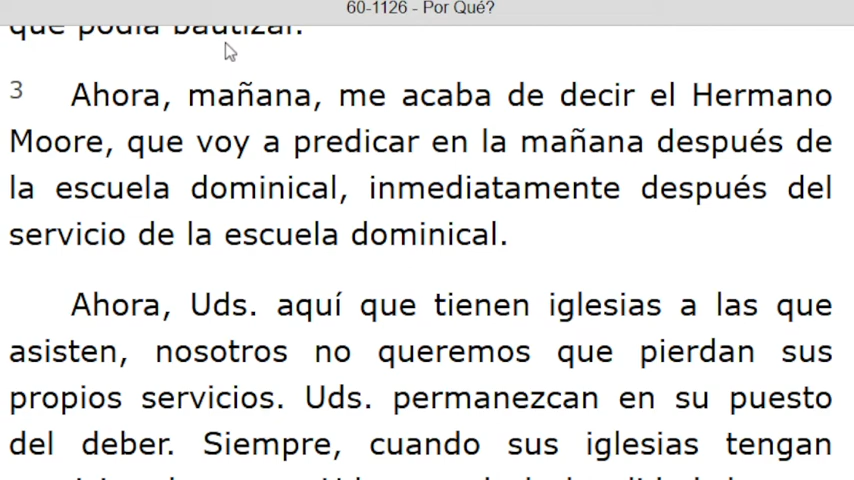 60-1126 - Por Qué?
que podía bautizar.
3 Ahora, mañana, me acaba de decir el Hermano
Moore, que voy a predicar en la mañana después de
la escuela dominical, inmediatamente después del
servicio de la escuela dominical.
Ahora, Uds. aquí que tienen iglesias a las que
asisten, nosotros no queremos que pierdan sus
propios servicios. Uds. permanezcan en su puesto
del deber. Siempre, cuando sus iglesias tengan